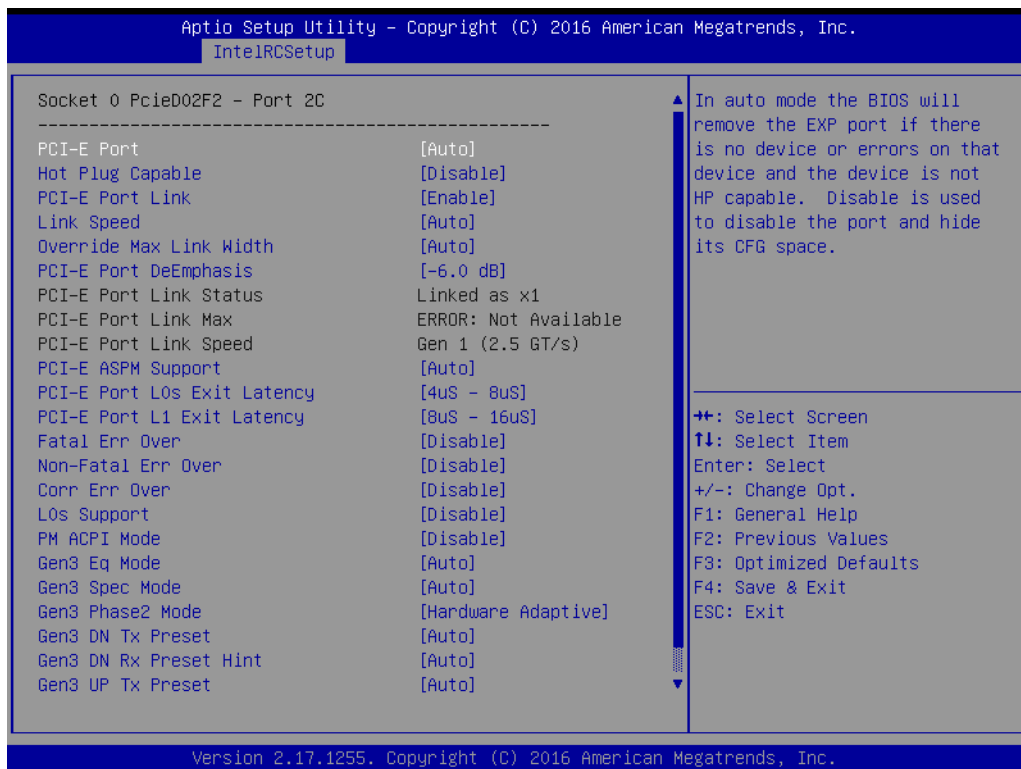 Aptio Setup Utility – Copyright (C) 2016 American Megatrends, Inc.
IntelRCSetup
Socket 0 PcieD02F2 - Port 2C
--------------------------------------------------
PCI-E Port [Auto]
Hot Plug Capable [Disable]
PCI-E Port Link [Enable]
Link Speed [Auto]
Override Max Link Width [Auto]
PCI-E Port DeEmphasis [-6.0 dB]
PCI-E Port Link Status Linked as x1
PCI-E Port Link Max ERROR: Not Available
PCI-E Port Link Speed Gen 1 (2.5 GT/s)
PCI-E ASPM Support [Auto]
PCI-E Port L0s Exit Latency [4uS - 8uS]
PCI-E Port L1 Exit Latency [8uS - 16uS]
Fatal Err Over [Disable]
Non-Fatal Err Over [Disable]
Corr Err Over [Disable]
L0s Support [Disable]
PM ACPI Mode [Disable]
Gen3 Eq Mode [Auto]
Gen3 Spec Mode [Auto]
Gen3 Phase2 Mode [Hardware Adaptive]
Gen3 DN Tx Preset [Auto]
Gen3 DN Rx Preset Hint [Auto]
Gen3 UP Tx Preset [Auto]
In auto mode the BIOS will
remove the EXP port if there
is no device or errors on that
device and the device is not
HP capable.  Disable is used
to disable the port and hide
its CFG space.
→←: Select Screen
↑↓: Select Item
Enter: Select
+/-: Change Opt.
F1: General Help
F2: Previous Values
F3: Optimized Defaults
F4: Save & Exit
ESC: Exit
Version 2.17.1255. Copyright (C) 2016 American Megatrends, Inc.